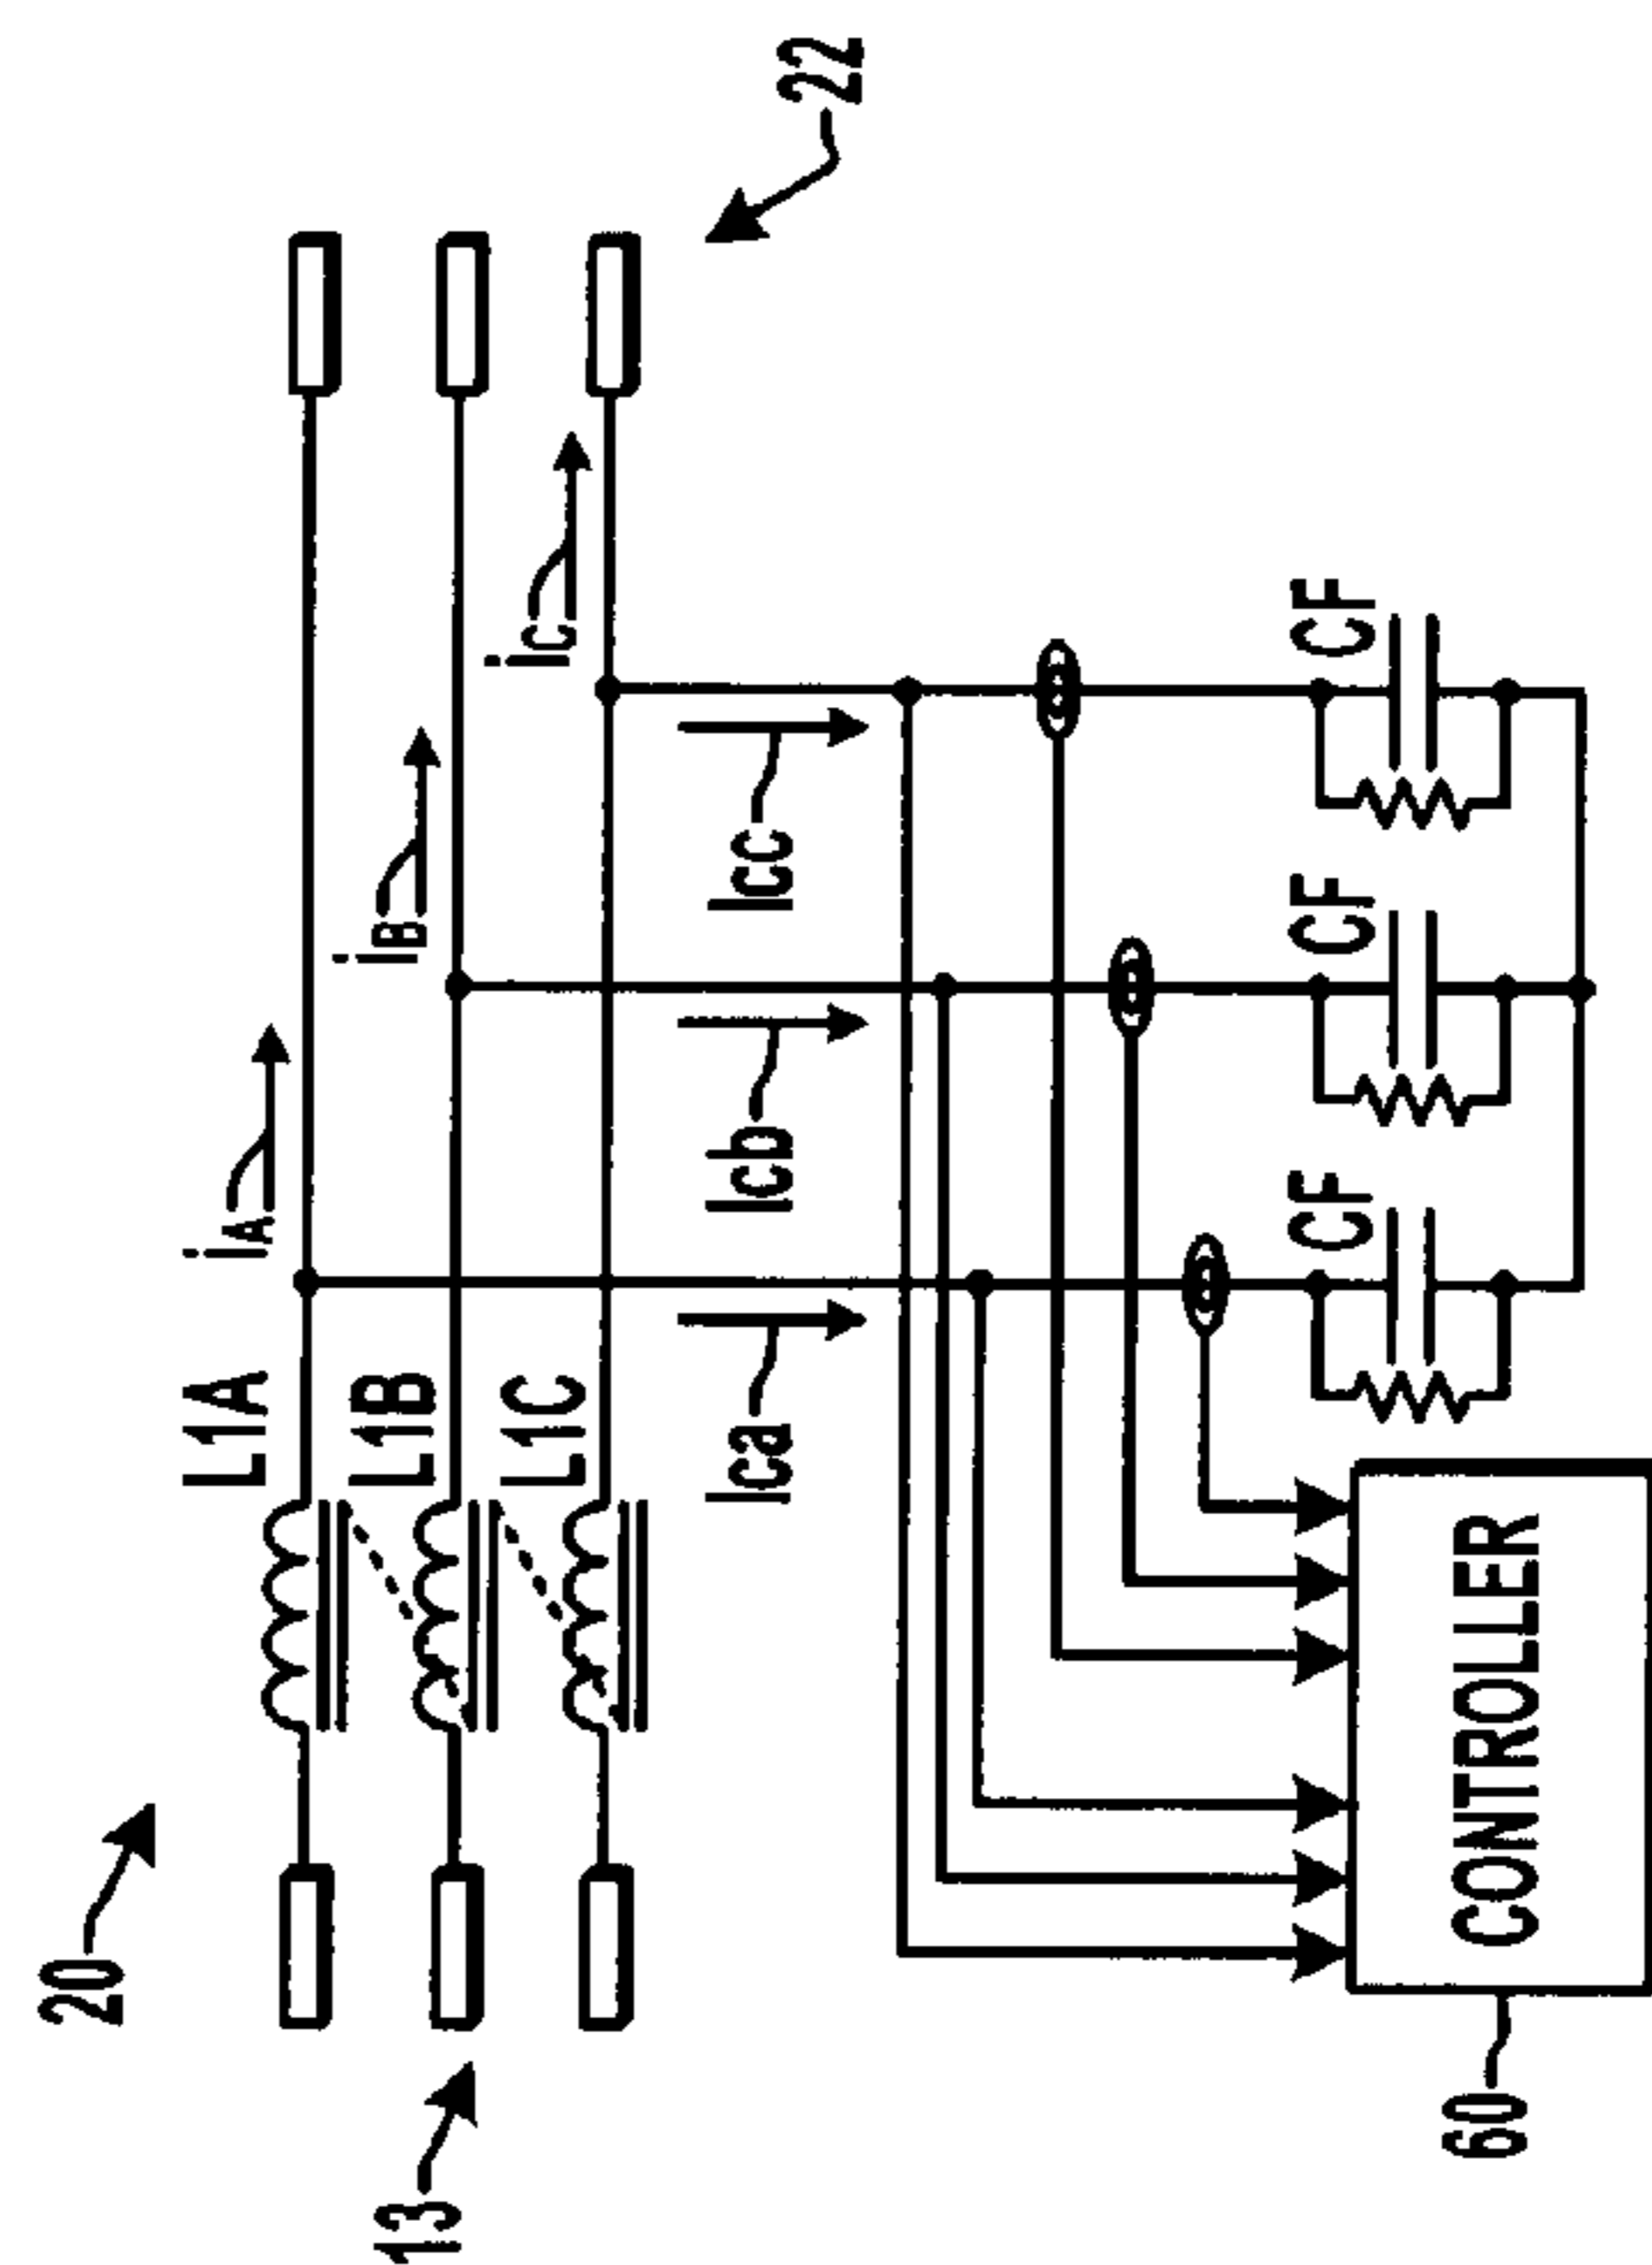 20
13
22
L1A
L1B
L1C
iA
iB
iC
Ica
Icb
Icc
CF
CF
CF
CONTROLLER
60